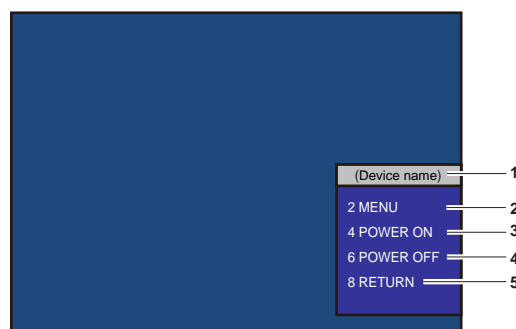 (Device name) 1
2 MENU 2
4 POWER ON 3
6 POWER OFF 4
8 RETURN 5